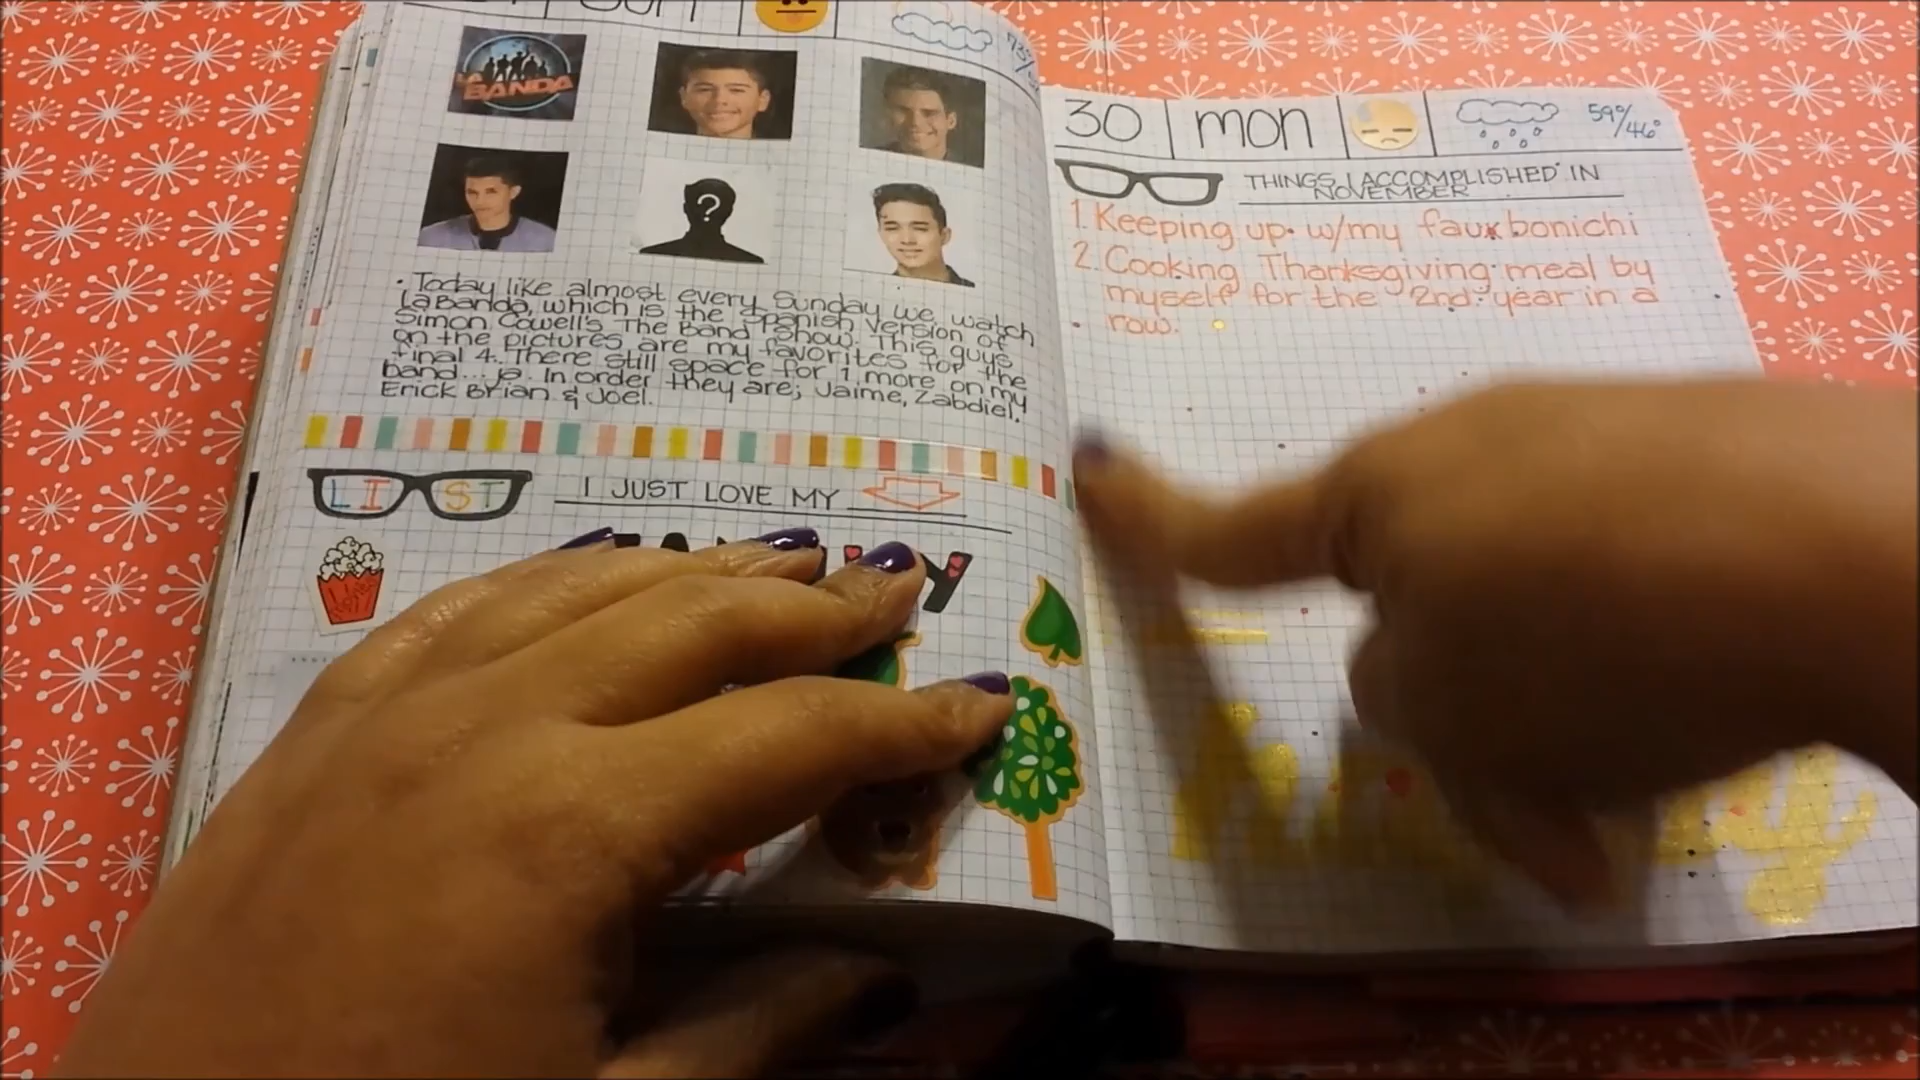 LA
BANDA
?
• Today like almost every Sunday we watch
La Banda, which is the Spanish version of
Simon Cowell's The Band Show. This guys
on the pictures are my favorites for the
final 4. There still space for 1 more on my
band... ja. In order they are; Jaime, Zabdiel,
Erick Brian & Joel.
LIST
I JUST LOVE MY
30 | mon
59°/46°
THINGS I ACCOMPLISHED IN
NOVEMBER
1. Keeping up w/my faux bonichi
2. Cooking Thanksgiving meal by
myself for the 2nd year in a
row.